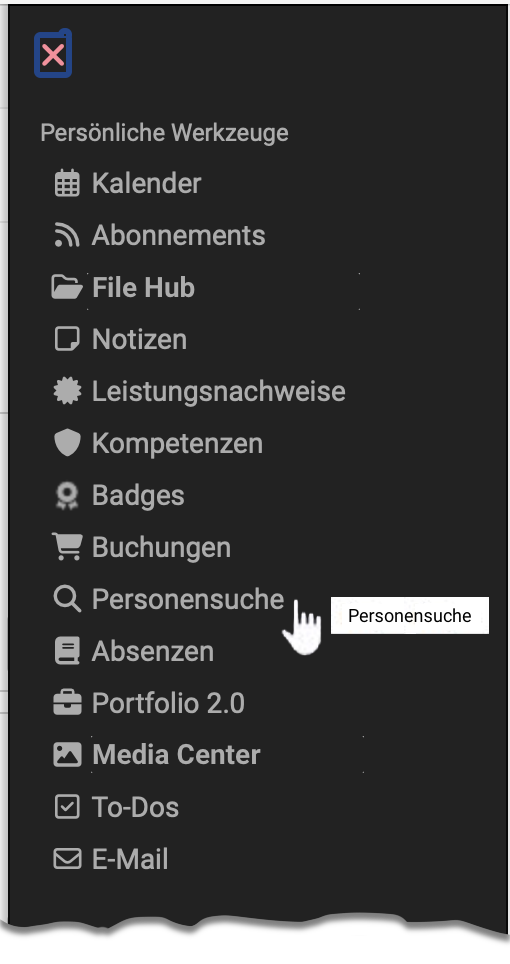 Persönliche Werkzeuge
Kalender
Abonnements
File Hub
Notizen
Leistungsnachweise
Kompetenzen
Badges
Buchungen
Personensuche
Personensuche
Absenzen
Portfolio 2.0
Media Center
To-Dos
E-Mail